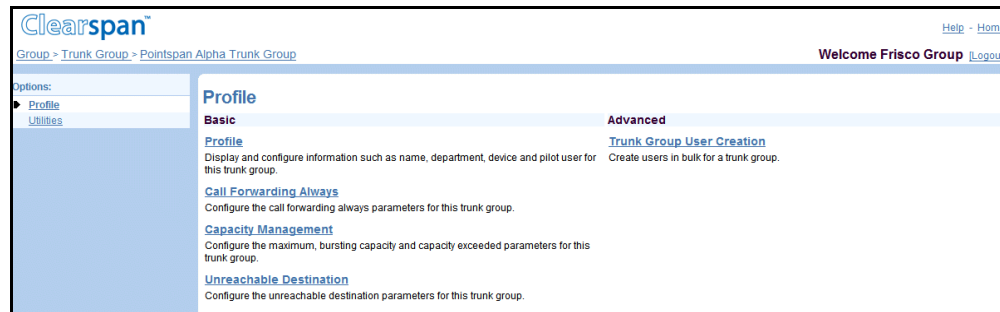 Clearspan™
Help - Hom
Group > Trunk Group > Pointspan Alpha Trunk Group
Welcome Frisco Group [Logou
Options:
Profile
Utilities
Profile
Basic
Profile
Display and configure information such as name, department, device and pilot user for
this trunk group.
Call Forwarding Always
Configure the call forwarding always parameters for this trunk group.
Capacity Management
Configure the maximum, bursting capacity and capacity exceeded parameters for this
trunk group.
Unreachable Destination
Configure the unreachable destination parameters for this trunk group.
Advanced
Trunk Group User Creation
Create users in bulk for a trunk group.